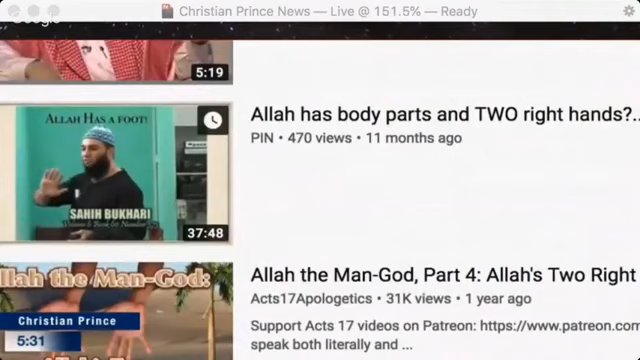 Christian Prince News — Live @ 151.5% — Ready
5:19
ALLAH HAS A FOOT!
SAHIH BUKHARI
37:48
Allah has body parts and TWO right hands?..
PIN • 470 views • 11 months ago
Allah the Man-God:
Christian Prince
5:31
Allah the Man-God, Part 4: Allah's Two Right
Acts17Apologetics • 31K views • 1 year ago
Support Acts 17 videos on Patreon: https://www.patreon.com
speak both literally and ...